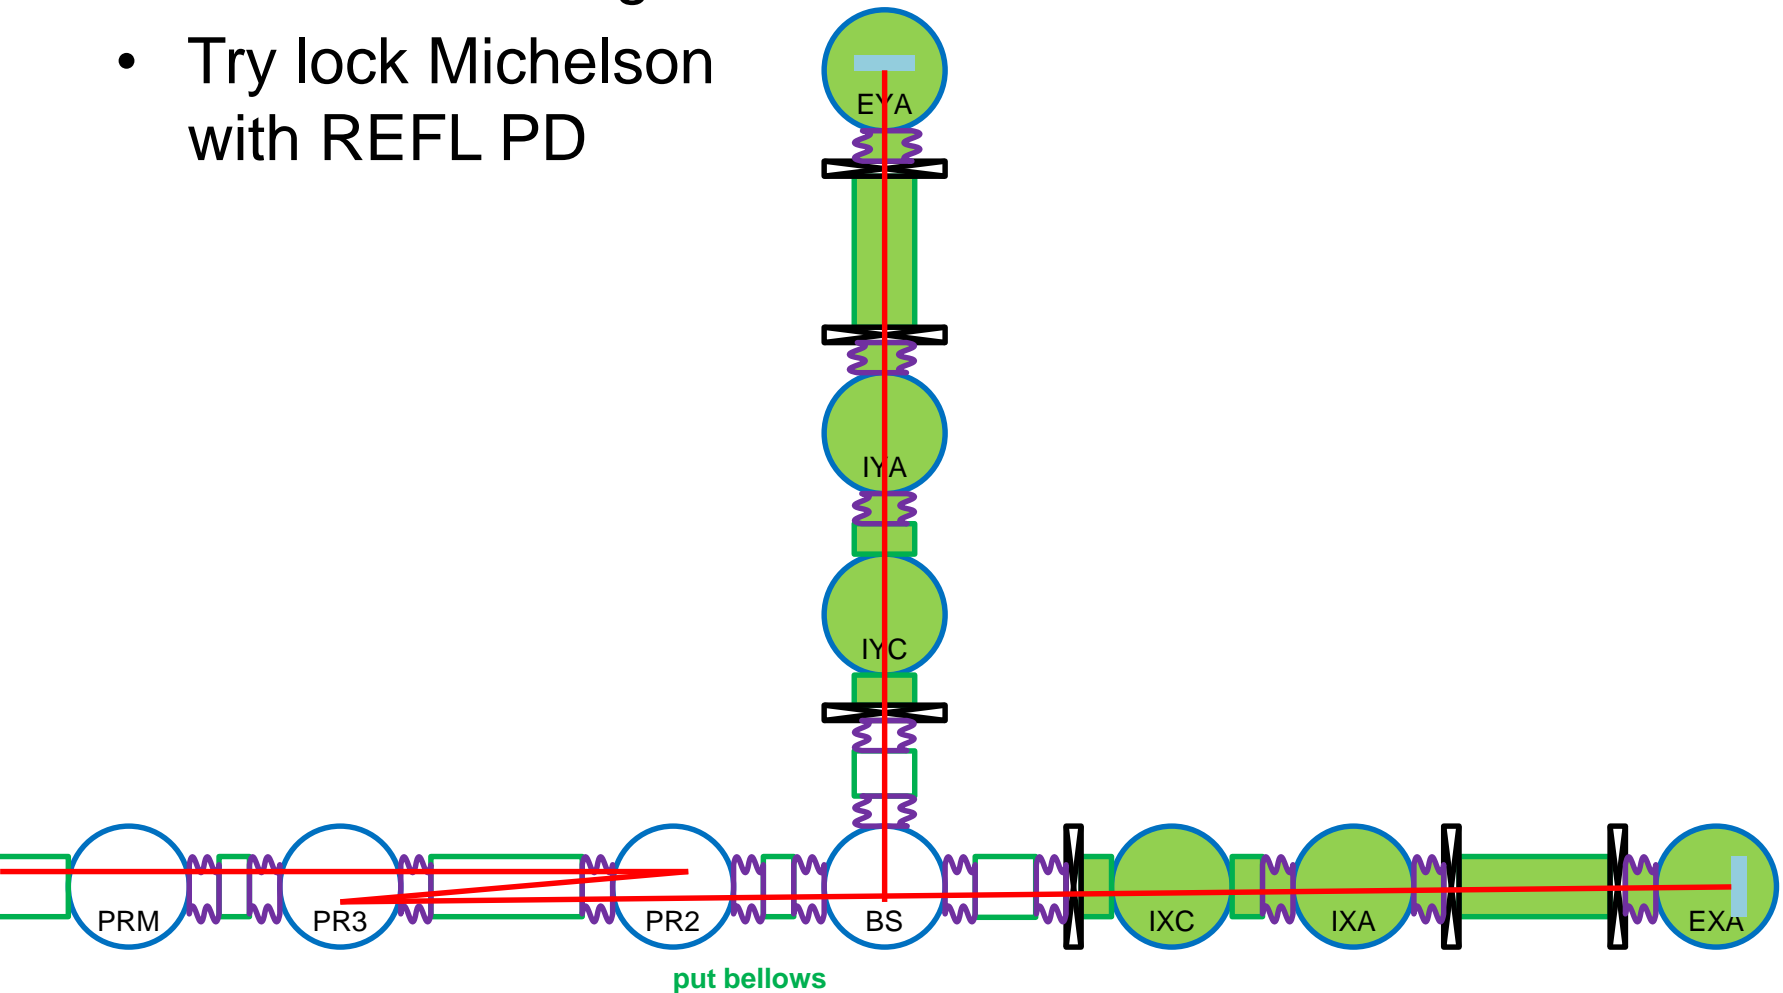 • Try lock Michelson
with REFL PD
EYA
IYA
IYC
PRM PR3 PR2 BS IXC IXA EXA
put bellows